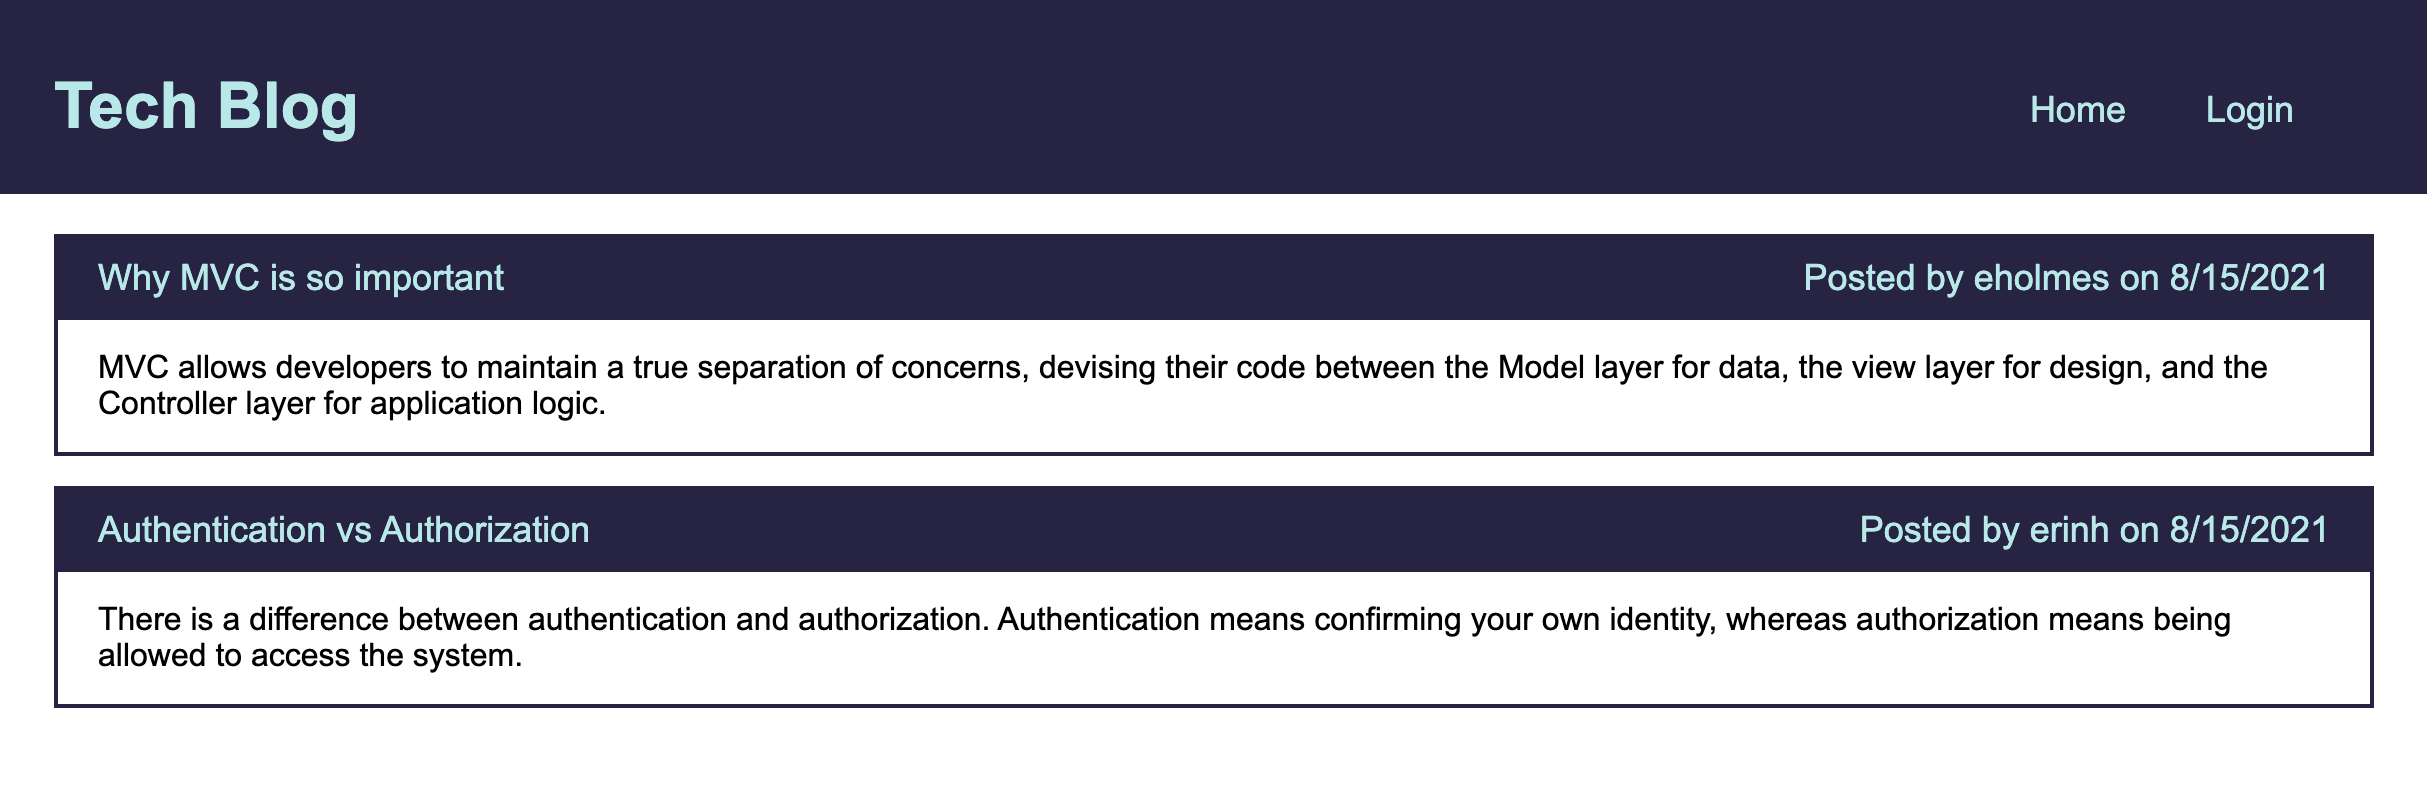 Tech Blog
Home Login
Why MVC is so important Posted by eholmes on 8/15/2021
MVC allows developers to maintain a true separation of concerns, devising their code between the Model layer for data, the view layer for design, and the
Controller layer for application logic.
Authentication vs Authorization Posted by erinh on 8/15/2021
There is a difference between authentication and authorization. Authentication means confirming your own identity, whereas authorization means being
allowed to access the system.